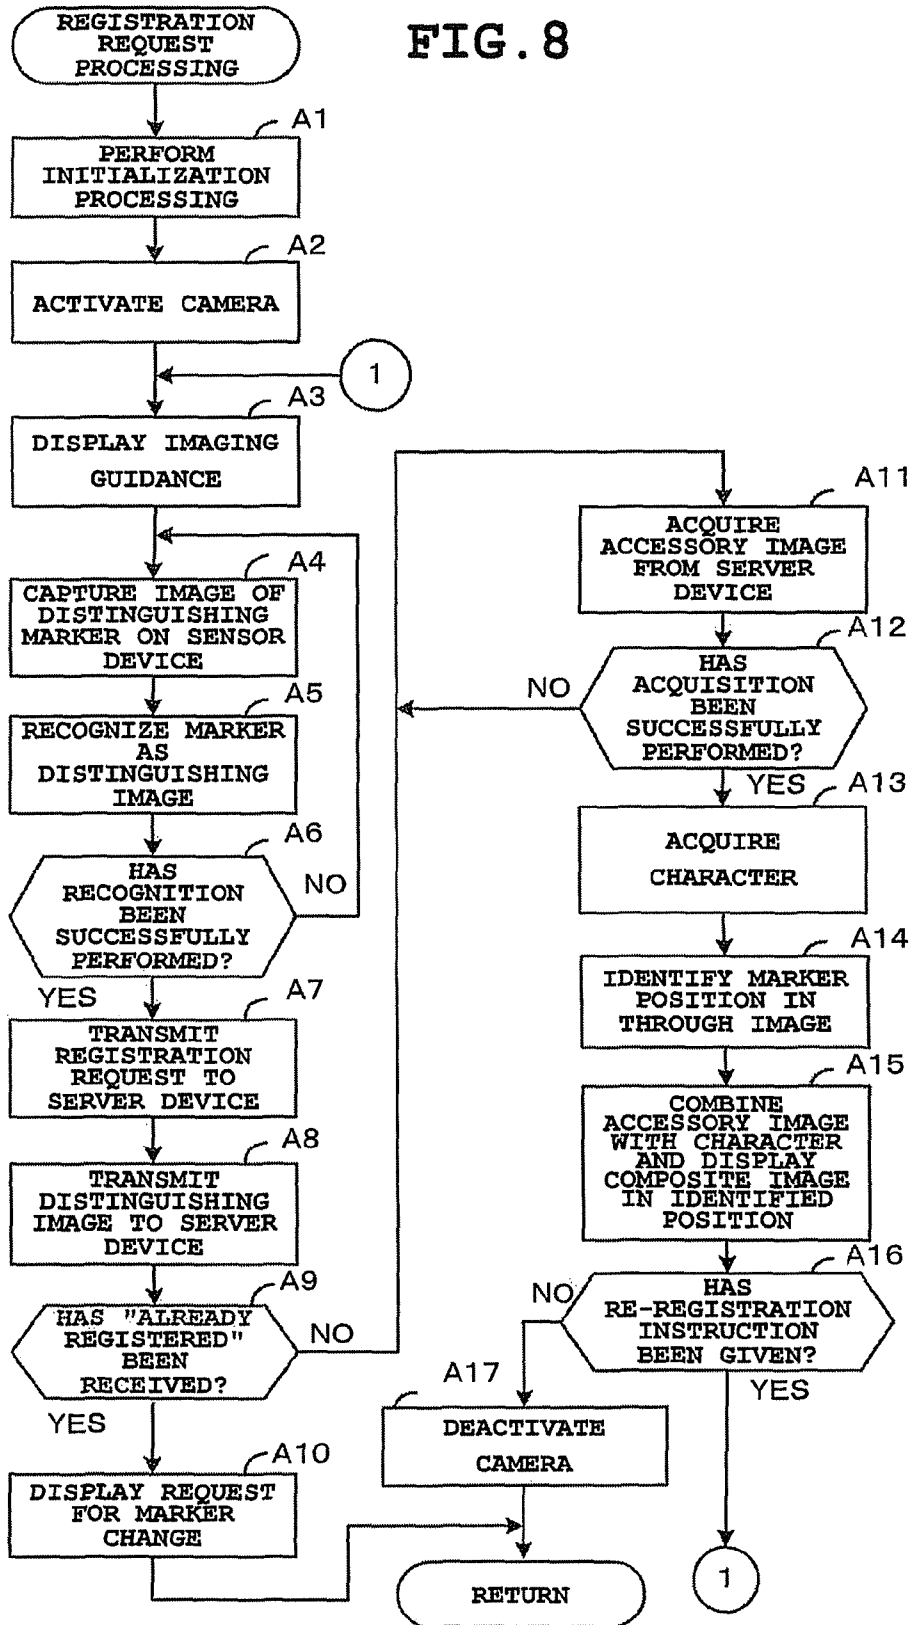 FIG.8
REGISTRATION
REQUEST
PROCESSING
A1
PERFORM
INITIALIZATION
PROCESSING
A2
ACTIVATE CAMERA
1
A3
DISPLAY IMAGING
GUIDANCE
A4
CAPTURE IMAGE OF
DISTINGUISHING
MARKER ON SENSOR
DEVICE
A5
RECOGNIZE MARKER
AS
DISTINGUISHING
IMAGE
A6
HAS
RECOGNITION
BEEN
SUCCESSFULLY
PERFORMED?
NO
YES
A7
TRANSMIT
REGISTRATION
REQUEST TO
SERVER DEVICE
A8
TRANSMIT
DISTINGUISHING
IMAGE TO SERVER
DEVICE
A9
HAS "ALREADY
REGISTERED"
BEEN
RECEIVED?
NO
YES
A10
DISPLAY REQUEST
FOR MARKER
CHANGE
A11
ACQUIRE
ACCESSORY IMAGE
FROM SERVER
DEVICE
A12
HAS
ACQUISITION
BEEN
SUCCESSFULLY
PERFORMED?
NO
YES
A13
ACQUIRE
CHARACTER
A14
IDENTIFY MARKER
POSITION IN
THROUGH IMAGE
A15
COMBINE
ACCESSORY IMAGE
WITH CHARACTER
AND DISPLAY
COMPOSITE IMAGE
IN IDENTIFIED
POSITION
A16
HAS
RE-REGISTRATION
INSTRUCTION
BEEN GIVEN?
NO
YES
A17
DEACTIVATE
CAMERA
RETURN
1